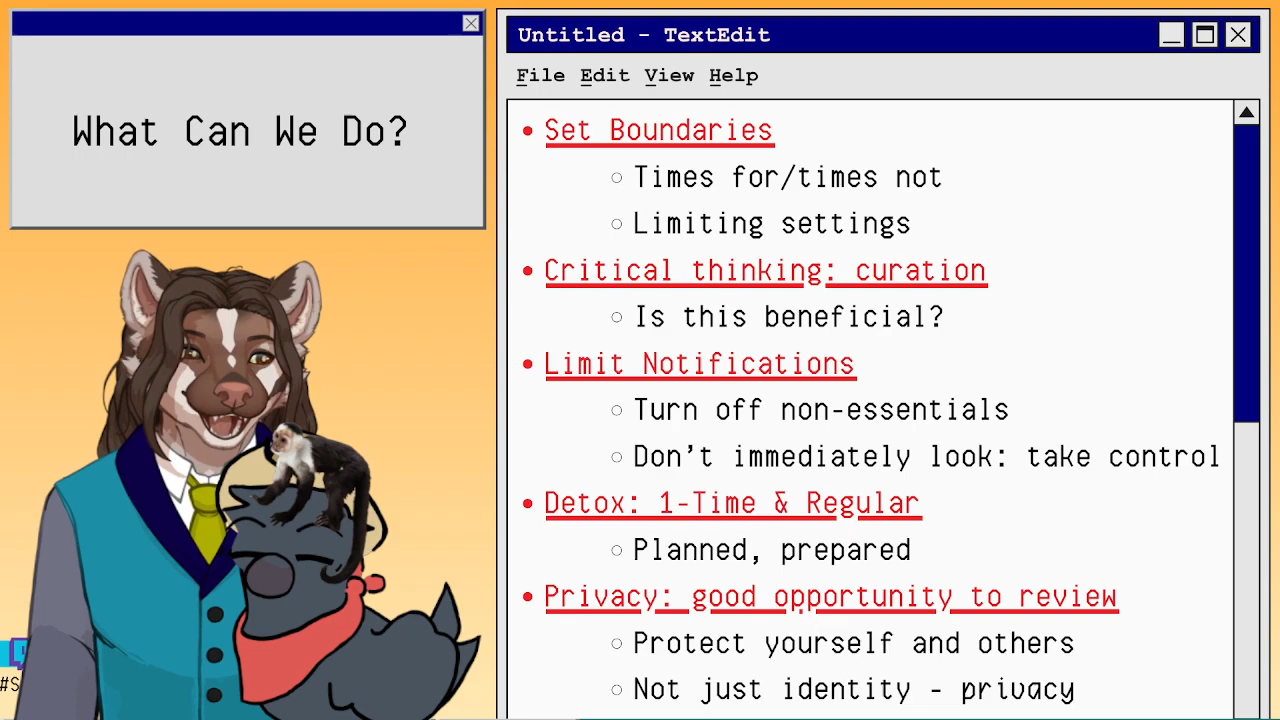 What Can We Do?
Untitled - TextEdit
File Edit View Help
• Set Boundaries
○ Times for/times not
○ Limiting settings
• Critical thinking: curation
○ Is this beneficial?
• Limit Notifications
○ Turn off non-essentials
○ Don’t immediately look: take control
• Detox: 1-Time & Regular
○ Planned, prepared
• Privacy: good opportunity to review
○ Protect yourself and others
○ Not just identity - privacy
#S